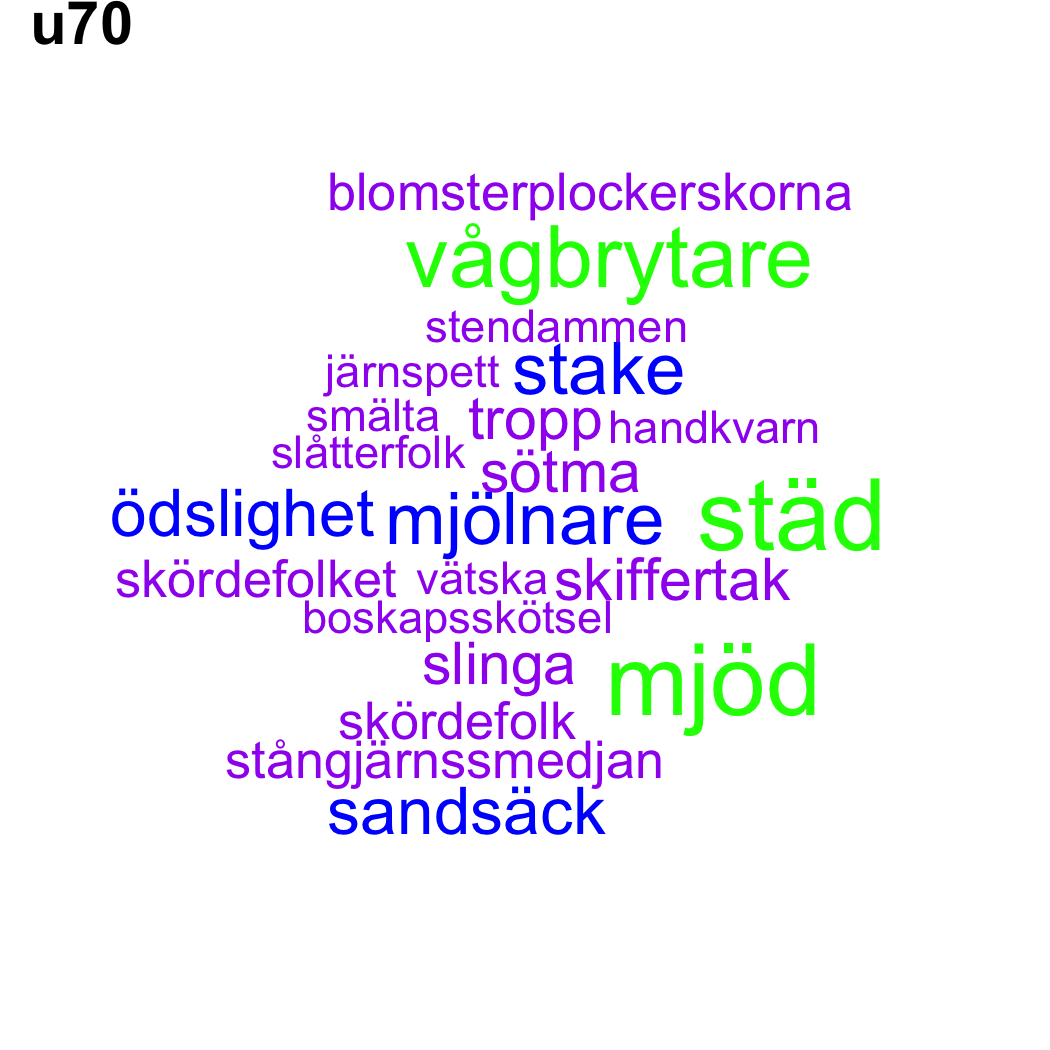 u70
blomsterplockerskorna
vågbrytare
stendammen
järnspett stake
smälta tropp handkvarn
slåtterfolk sötma
ödslighet mjölnare städ
skördefolket vätska skiffertak
boskapsskötsel
slinga mjöd
skördefolk
stångjärnssmedjan
sandsäck